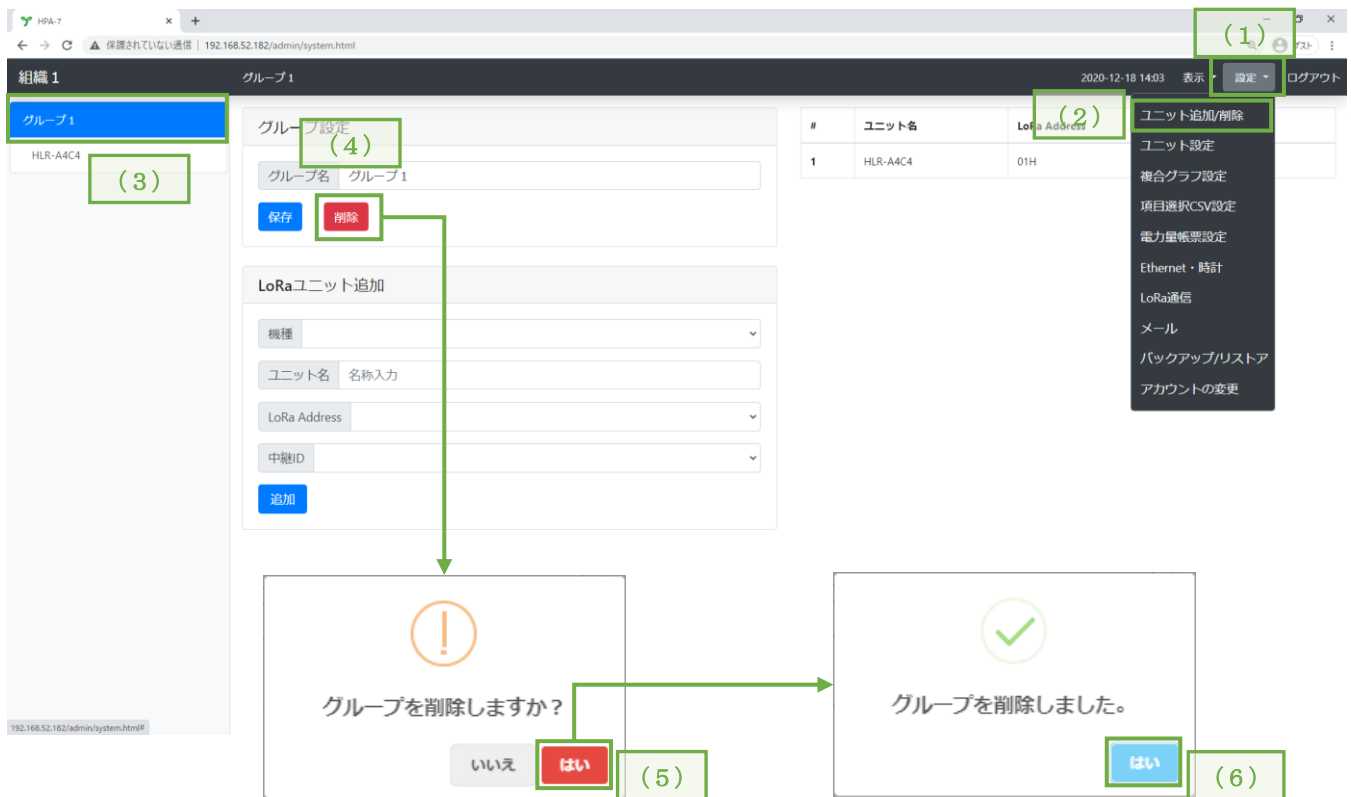 HPA-7
(1)
保護されていない通信 | 192.168.52.182/admin/system.html
組織 1
グループ 1
2020-12-18 14:03 表示 設定 ログアウト
グループ 1
HLR-A4C4
(3)
グループ設定
(4)
グループ名 グループ 1
保存 削除
LoRaユニット追加
機種
ユニット名 名称入力
LoRa Address
中継ID
追加
# ユニット名 LoRa Address
1 HLR-A4C4 01H
(2)
ユニット追加/削除
ユニット設定
複合グラフ設定
項目選択CSV設定
電力量帳票設定
Ethernet・時計
LoRa通信
メール
バックアップ/リストア
アカウントの変更
グループを削除しますか？
いいえ はい
(5)
グループを削除しました。
はい
(6)
192.168.52.182/admin/system.html#